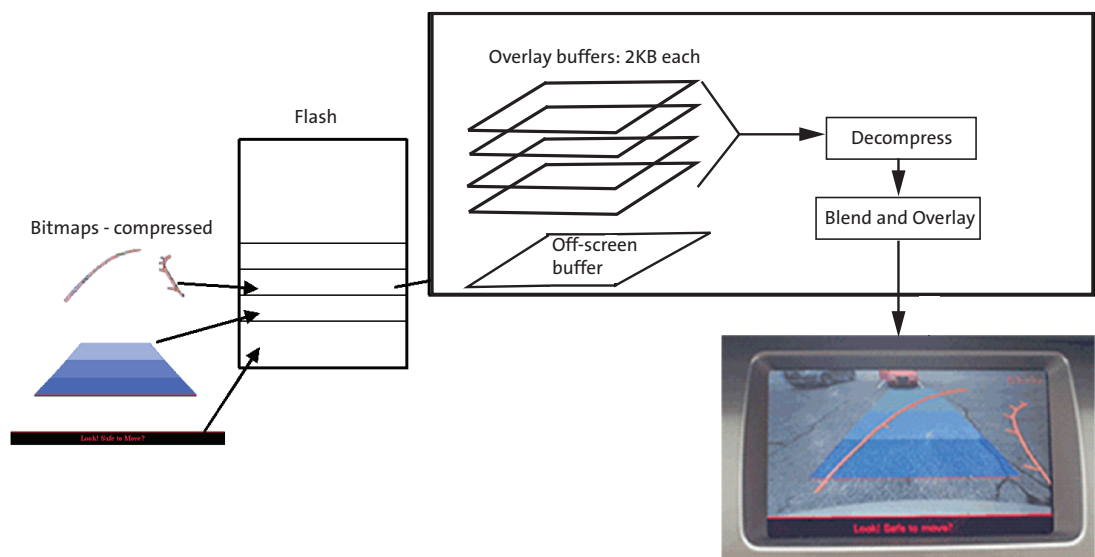 Overlay buffers: 2KB each
Flash
Decompress
Bitmaps - compressed
Blend and Overlay
Off-screen
buffer
Look! Safe to Move?
Look! Safe to move?